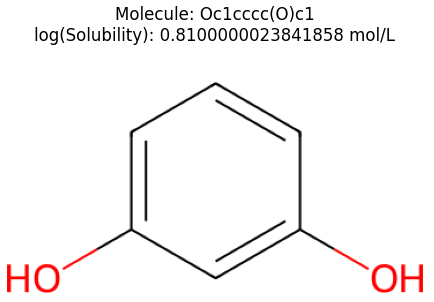 Molecule: Oc1cccc(O)c1
log(Solubility): 0.8100000023841858 mol/L
HO
OH